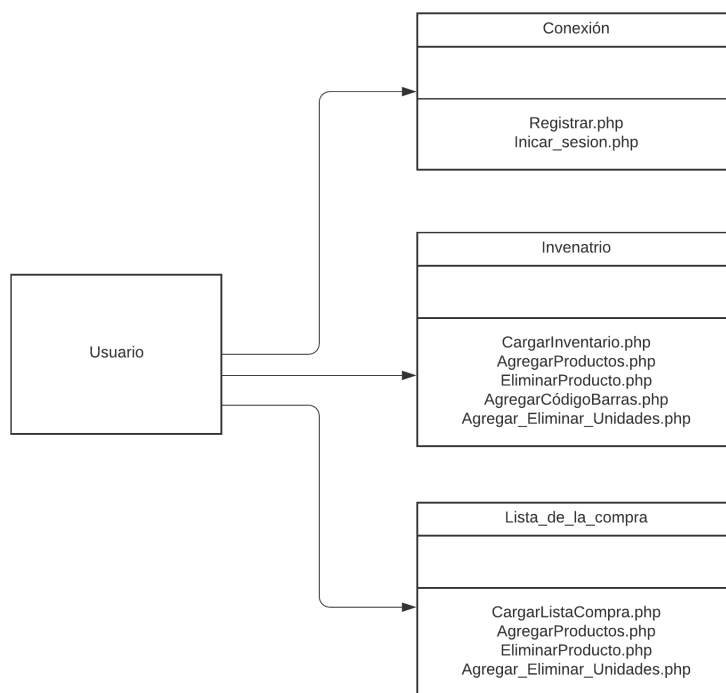 Conexión
Registrar.php
Inicar_sesion.php
Usuario
Invenatrio
CargarInventario.php
AgregarProductos.php
EliminarProducto.php
AgregarCódigoBarras.php
Agregar_Eliminar_Unidades.php
Lista_de_la_compra
CargarListaCompra.php
AgregarProductos.php
EliminarProducto.php
Agregar_Eliminar_Unidades.php